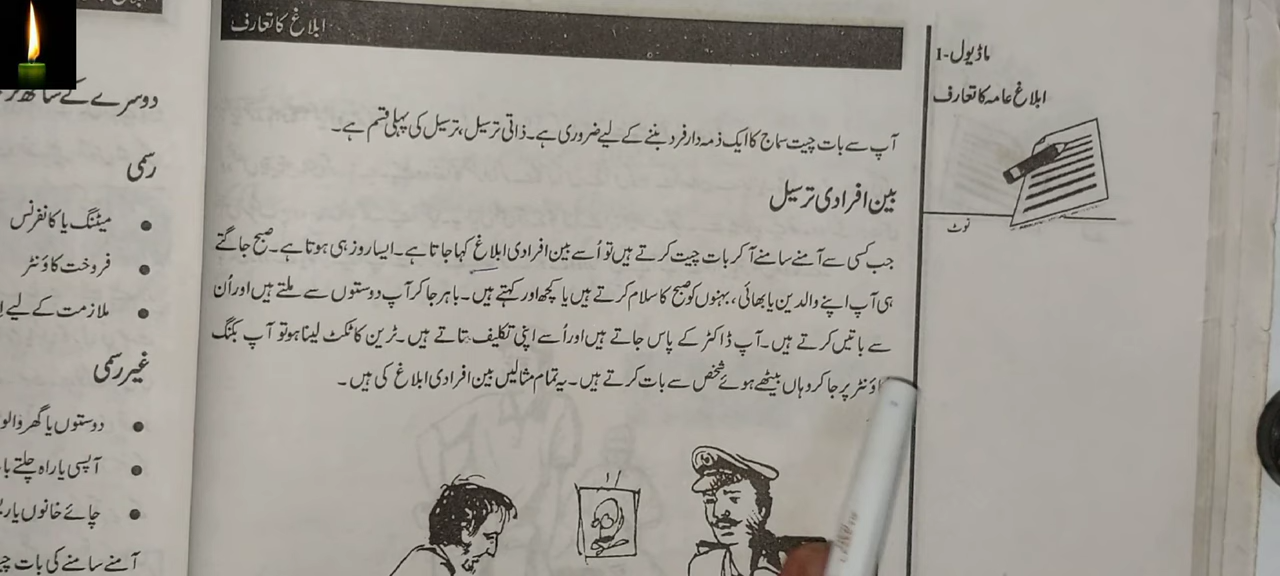 ابلاغ کا تعارف
ماڈیول-I
ابلاغ عامہ کا تعارف
نوٹ
آپ سے بات چیت سماج کا ایک ذمہ دار فرد بننے کے لیے ضروری ہے۔ ذاتی ترسیل، ترسیل کی پہلی قسم ہے۔
بین افرادی ترسیل
جب کسی سے آمنے سامنے آ کر بات چیت کرتے ہیں تو اُسے بین افرادی ابلاغ کہا جاتا ہے۔ ایسا روز ہی ہوتا ہے۔ صبح جاگتے
ہی آپ اپنے والدین یا بھائی، بہنوں کو صبح کا سلام کرتے ہیں یا کچھ اور کہتے ہیں۔ باہر جا کر آپ دوستوں سے ملتے ہیں اور اُن
سے باتیں کرتے ہیں۔ آپ ڈاکٹر کے پاس جاتے ہیں اور اُسے اپنی تکلیف بتاتے ہیں۔ ٹرین کا ٹکٹ لینا ہو تو آپ بکنگ
پر جا کر وہاں بیٹھے ہوئے شخص سے بات کرتے ہیں۔ یہ تمام مثالیں بین افرادی ابلاغ کی ہیں۔
دوسرے کے ساتھ
رسمی
میٹنگ یا کانفرنس
فروخت کاؤنٹر
ملازمت کے لیے
غیر رسمی
دوستوں یا گھر
آپسی یا راہ چلتے
چائے خانوں یا
آمنے سامنے کی بات